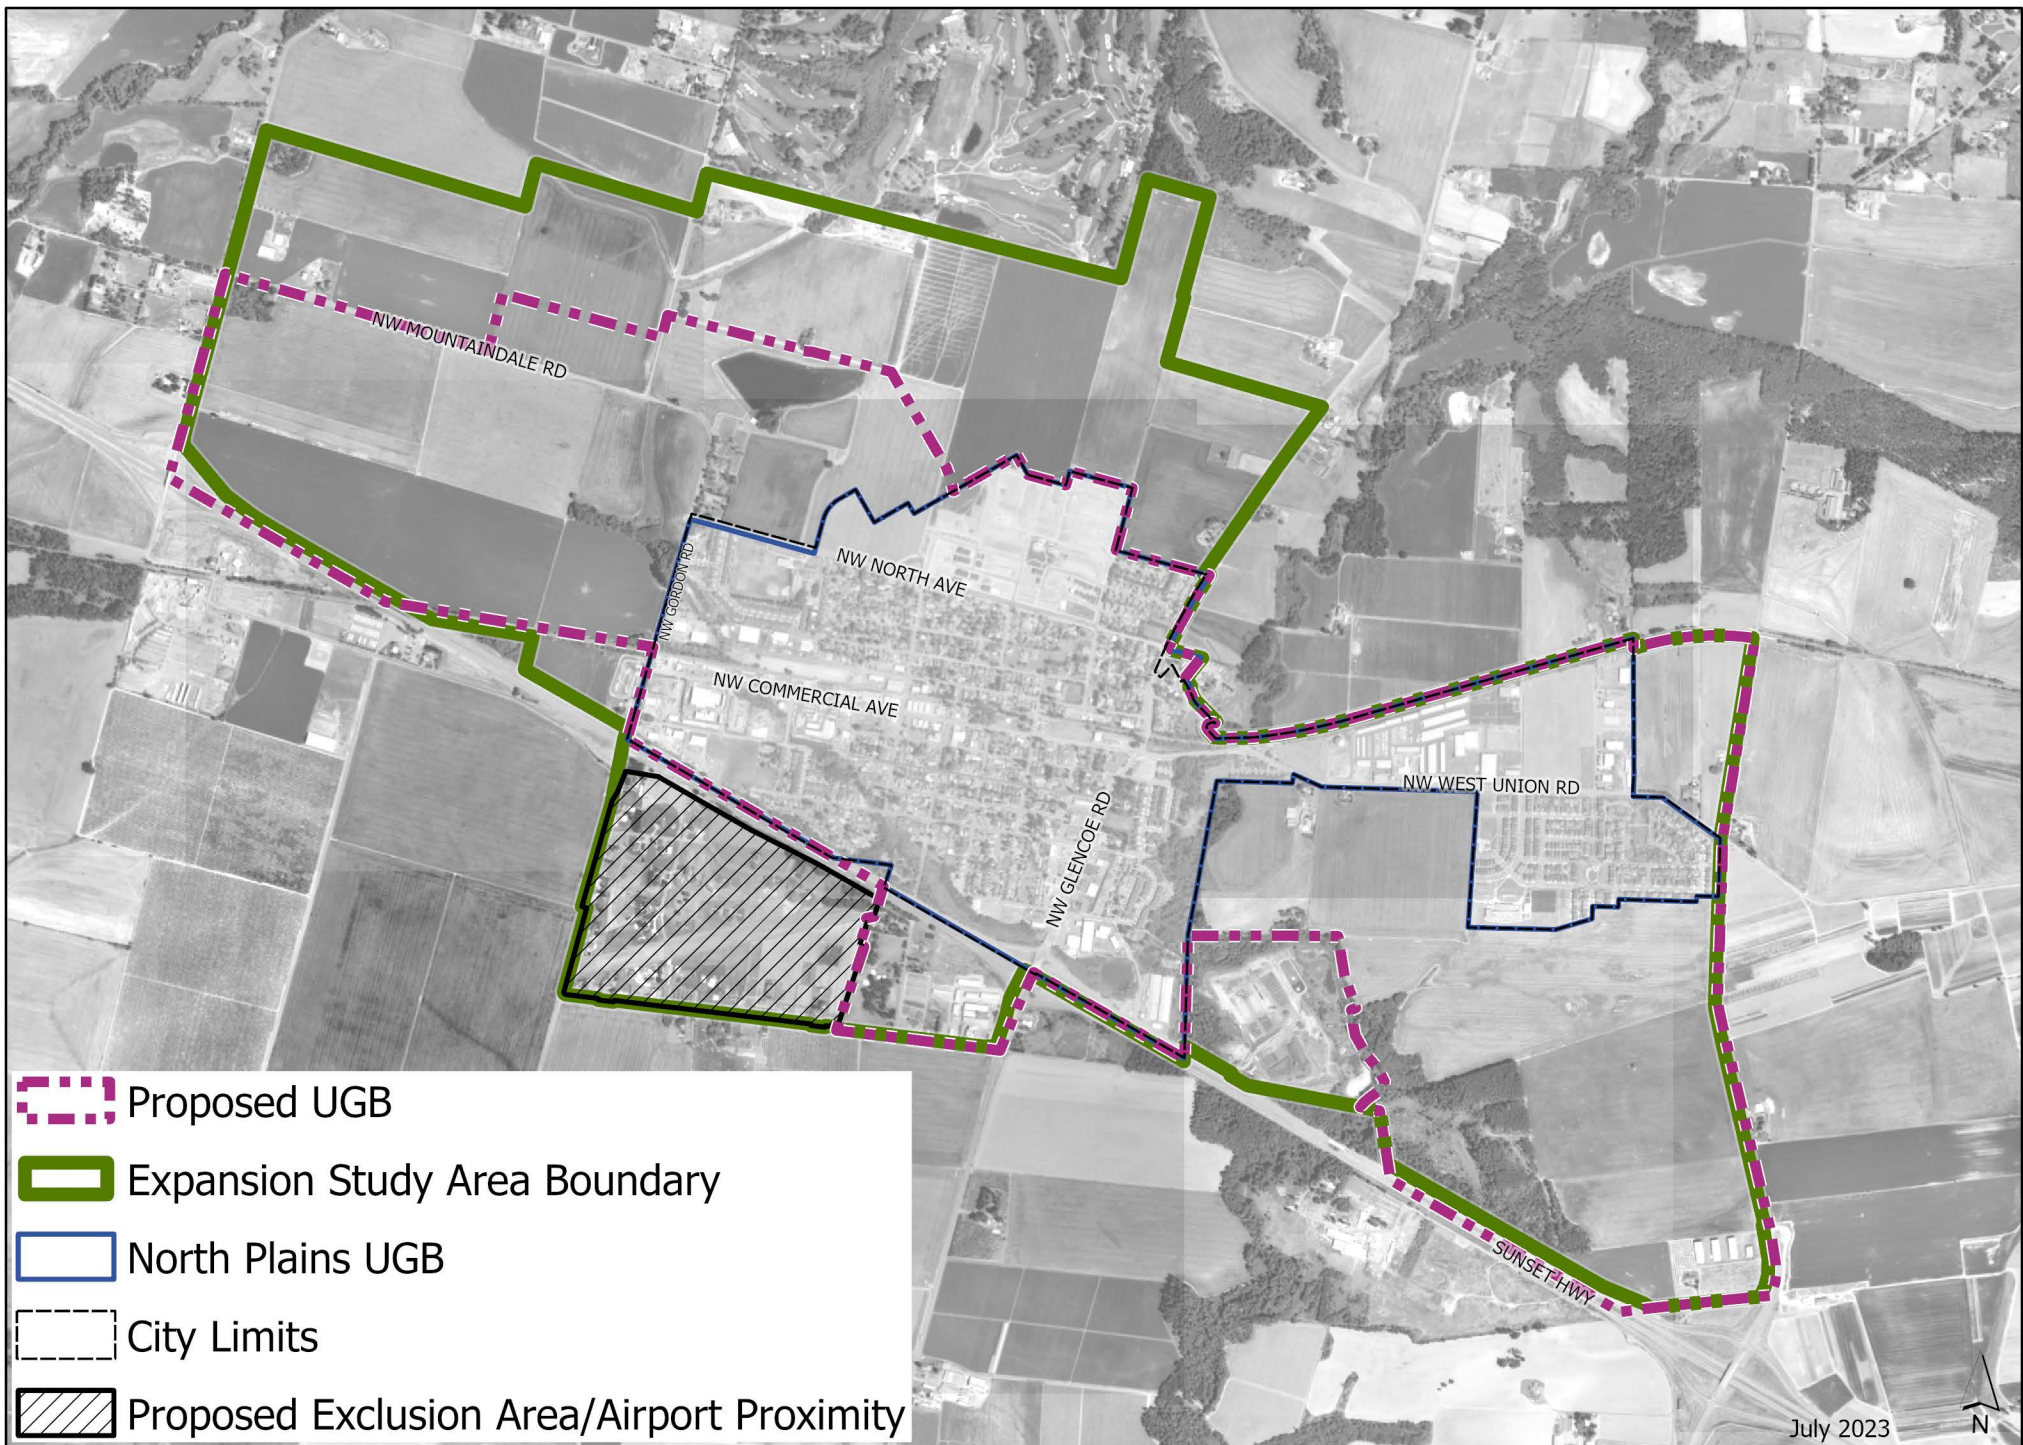 NW MOUNTAINDALE RD
NW GORDON RD
NW NORTH AVE
NW COMMERCIAL AVE
NW WEST UNION RD
NW GLENCOE RD
SUNSET HWY
Proposed UGB
Expansion Study Area Boundary
North Plains UGB
City Limits
Proposed Exclusion Area/Airport Proximity
July 2023
N